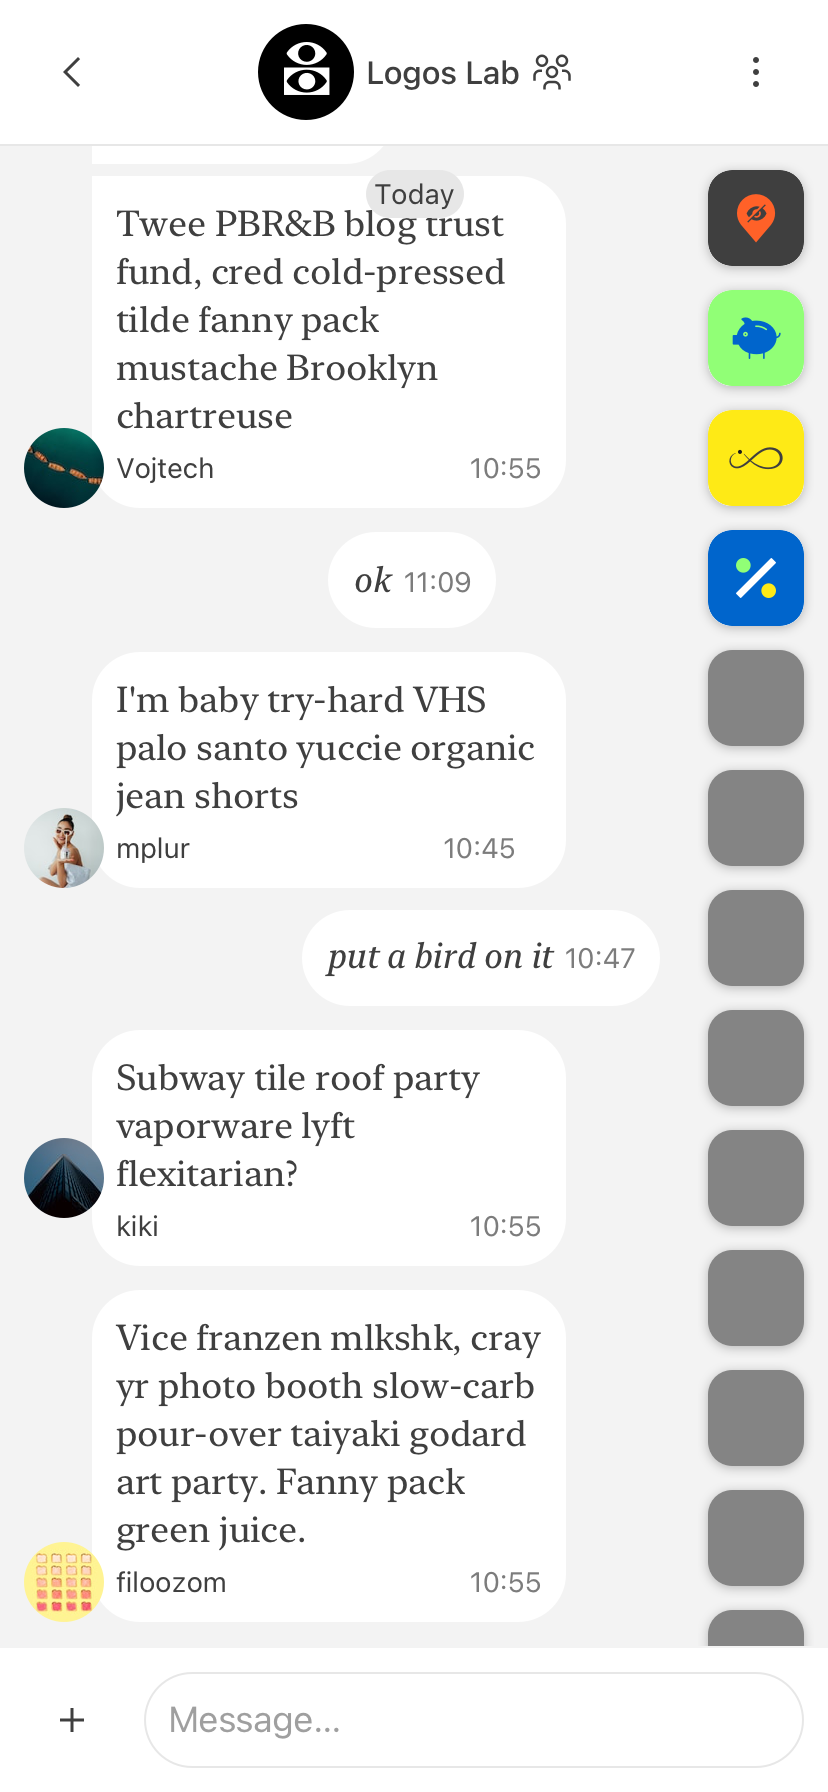 Logos Lab
Today
Twee PBR&B blog trust
fund, cred cold-pressed
tilde fanny pack
mustache Brooklyn
chartreuse
Vojtech 10:55
ok 11:09
I'm baby try-hard VHS
palo santo yuccie organic
jean shorts
mplur 10:45
put a bird on it 10:47
Subway tile roof party
vaporware lyft
flexitarian?
kiki 10:55
Vice franzen mlkshk, cray
yr photo booth slow-carb
pour-over taiyaki godard
art party. Fanny pack
green juice.
filoozom 10:55
Message...